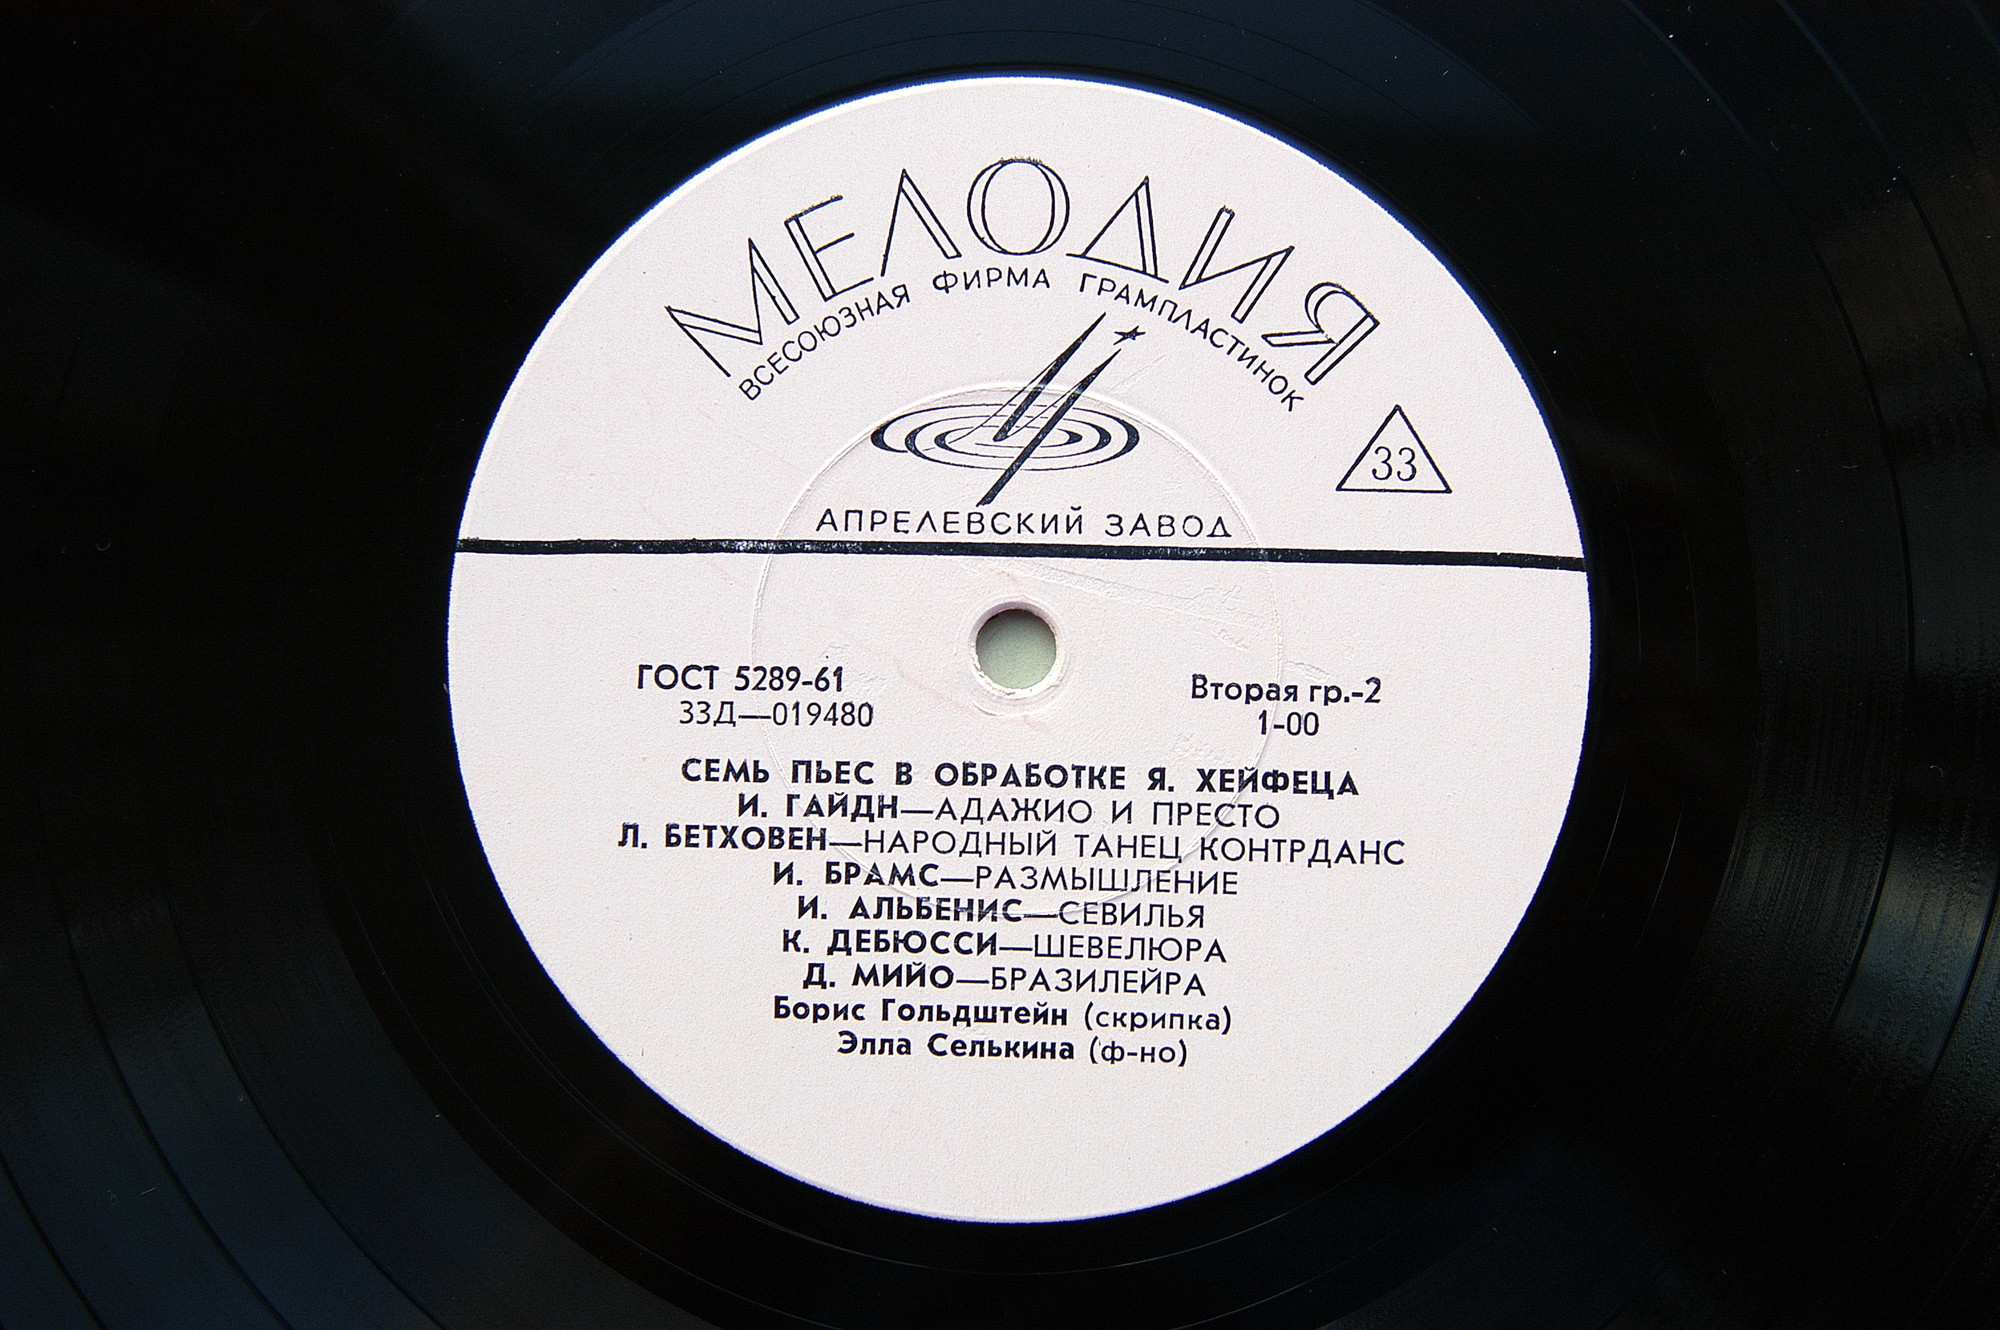 МЕЛОДИЯ
ВСЕСОЮЗНАЯ ФИРМА ГРАМПЛАСТИНОК
33
АПРЕЛЕВСКИЙ ЗАВОД
ГОСТ 5289-61
33Д—019480
Вторая гр.-2
1-00
СЕМЬ ПЬЕС В ОБРАБОТКЕ Я. ХЕЙФЕЦА
И. ГАЙДН—АДАЖИО И ПРЕСТО
Л. БЕТХОВЕН—НАРОДНЫЙ ТАНЕЦ КОНТРДАНС
И. БРАМС—РАЗМЫШЛЕНИЕ
И. АЛЬБЕНИС—СЕВИЛЬЯ
К. ДЕБЮССИ—ШЕВЕЛЮРА
Д. МИЙО—БРАЗИЛЕЙРА
Борис Гольдштейн (скрипка)
Элла Селькина (ф-но)